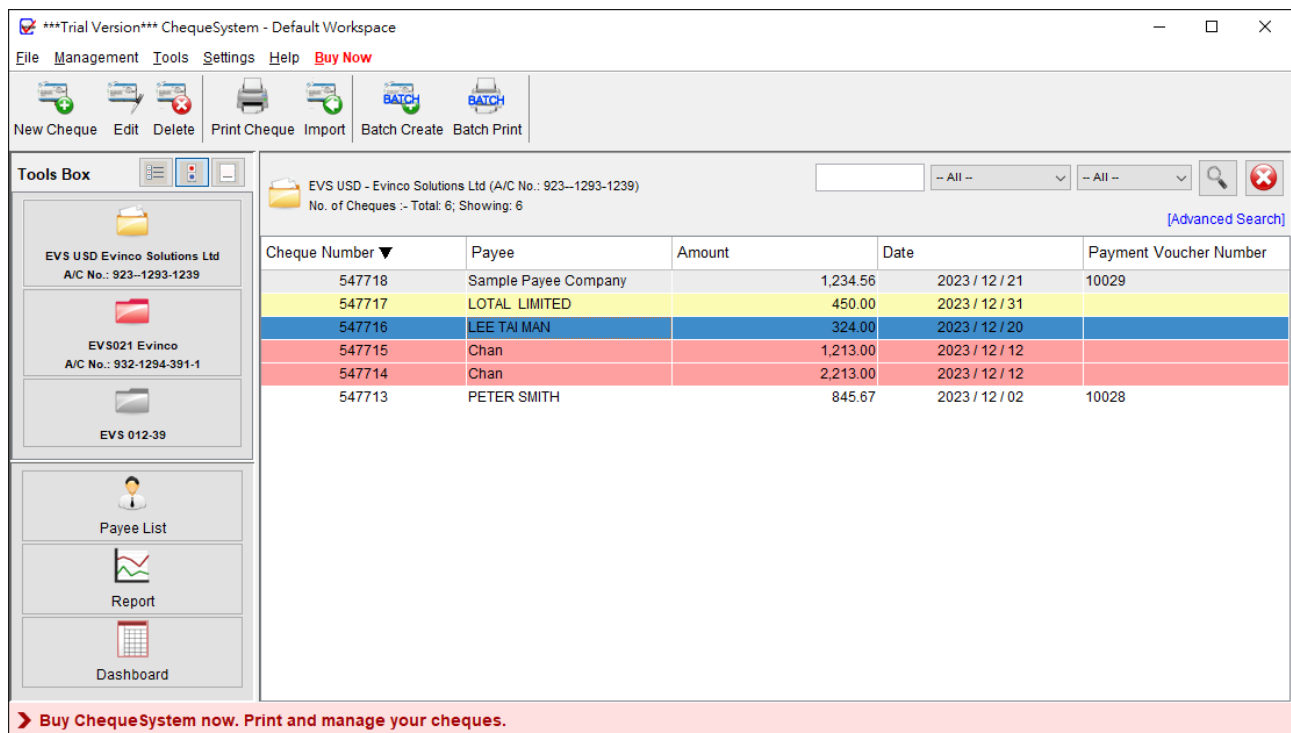 ***Trial Version*** ChequeSystem - Default Workspace
File Management Tools Settings Help Buy Now
BATCH BATCH
New Cheque Edit Delete Print Cheque Import Batch Create Batch Print
Tools Box
EVS USD Evinco Solutions Ltd
A/C No.: 923--1293-1239
EVS021 Evinco
A/C No.: 932-1294-391-1
EVS 012-39
Payee List
Report
Dashboard
EVS USD - Evinco Solutions Ltd (A/C No.: 923--1293-1239)
No. of Cheques :- Total: 6; Showing: 6
-- All -- -- All --
[Advanced Search]
Cheque Number ▼ Payee Amount Date Payment Voucher Number
547718 Sample Payee Company 1,234.56 2023 / 12 / 21 10029
547717 LOTAL LIMITED 450.00 2023 / 12 / 31
547716 LEE TAI MAN 324.00 2023 / 12 / 20
547715 Chan 1,213.00 2023 / 12 / 12
547714 Chan 2,213.00 2023 / 12 / 12
547713 PETER SMITH 845.67 2023 / 12 / 02 10028
Buy ChequeSystem now. Print and manage your cheques.